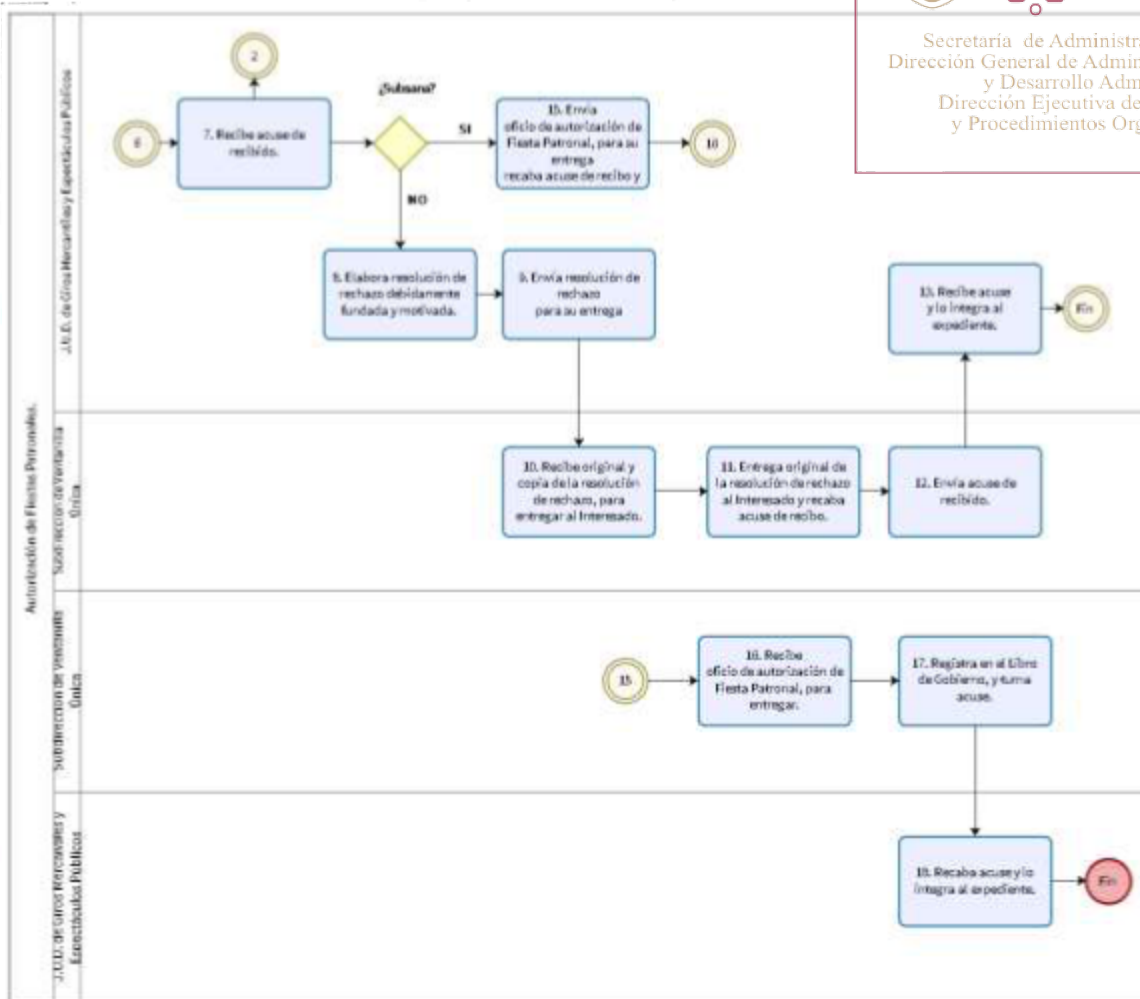 Secretaría de Administra
Dirección General de Admin
y Desarrollo Adm
Dirección Ejecutiva de
y Procedimientos Org
Autorización de Fiestas Patronales.
J.U.D. de Giros Mercantiles y Espectáculos Públicos
2
6
7. Recibe acuse de
recibido.
¿Subsana?
SI
15. Envía
oficio de autorización de
Fiesta Patronal, para su
entrega
recaba acuse de recibo y
NO
8. Elabora resolución de
rechazo debidamente
fundada y motivada.
9. Envía resolución de
rechazo
para su entrega
13. Recibe acuse
y lo integra al
expediente.
Fin
Subdirección de Ventanilla
Única
10. Recibe original y
copia de la resolución
de rechazo, para
entregar al Interesado.
11. Entrega original de
la resolución de rechazo
al Interesado y recaba
acuse de recibo.
12. Envía acuse de
recibido.
Subdirección de Ventanilla
Única
15
16. Recibe
oficio de autorización de
Fiesta Patronal, para
entregar.
17. Registra en el Libro
de Gobierno, y turna
acuse.
J.U.D. de Giros Mercantiles y
Espectáculos Públicos
18. Recaba acuse y lo
integra al expediente.
Fin